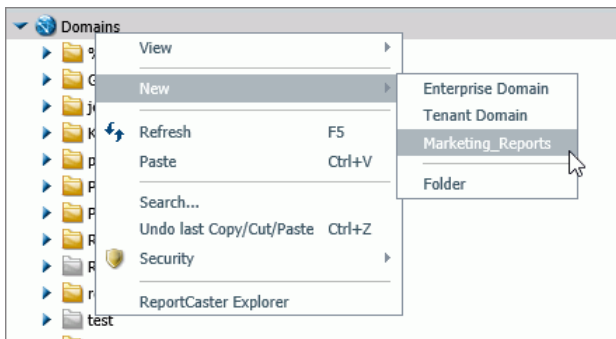 Domains
View
New
Enterprise Domain
Tenant Domain
Marketing_Reports
Folder
Refresh F5
Paste Ctrl+V
Search...
Undo last Copy/Cut/Paste Ctrl+Z
Security
ReportCaster Explorer
test